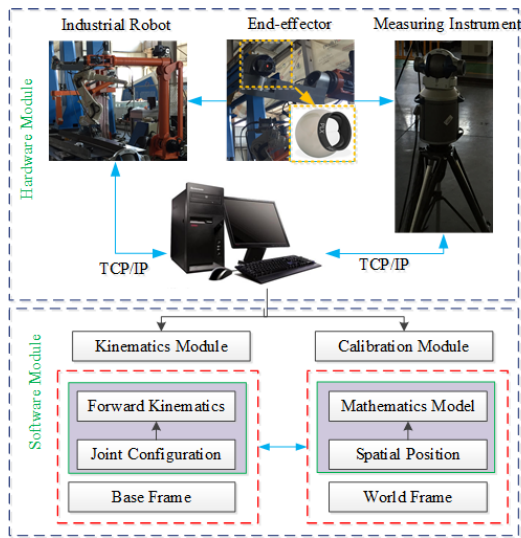 Industrial Robot
End-effector
Measuring Instrument
Hardware Module
TCP/IP
TCP/IP
Software Module
Kinematics Module
Calibration Module
Forward Kinematics
Mathematics Model
Joint Configuration
Spatial Position
Base Frame
World Frame